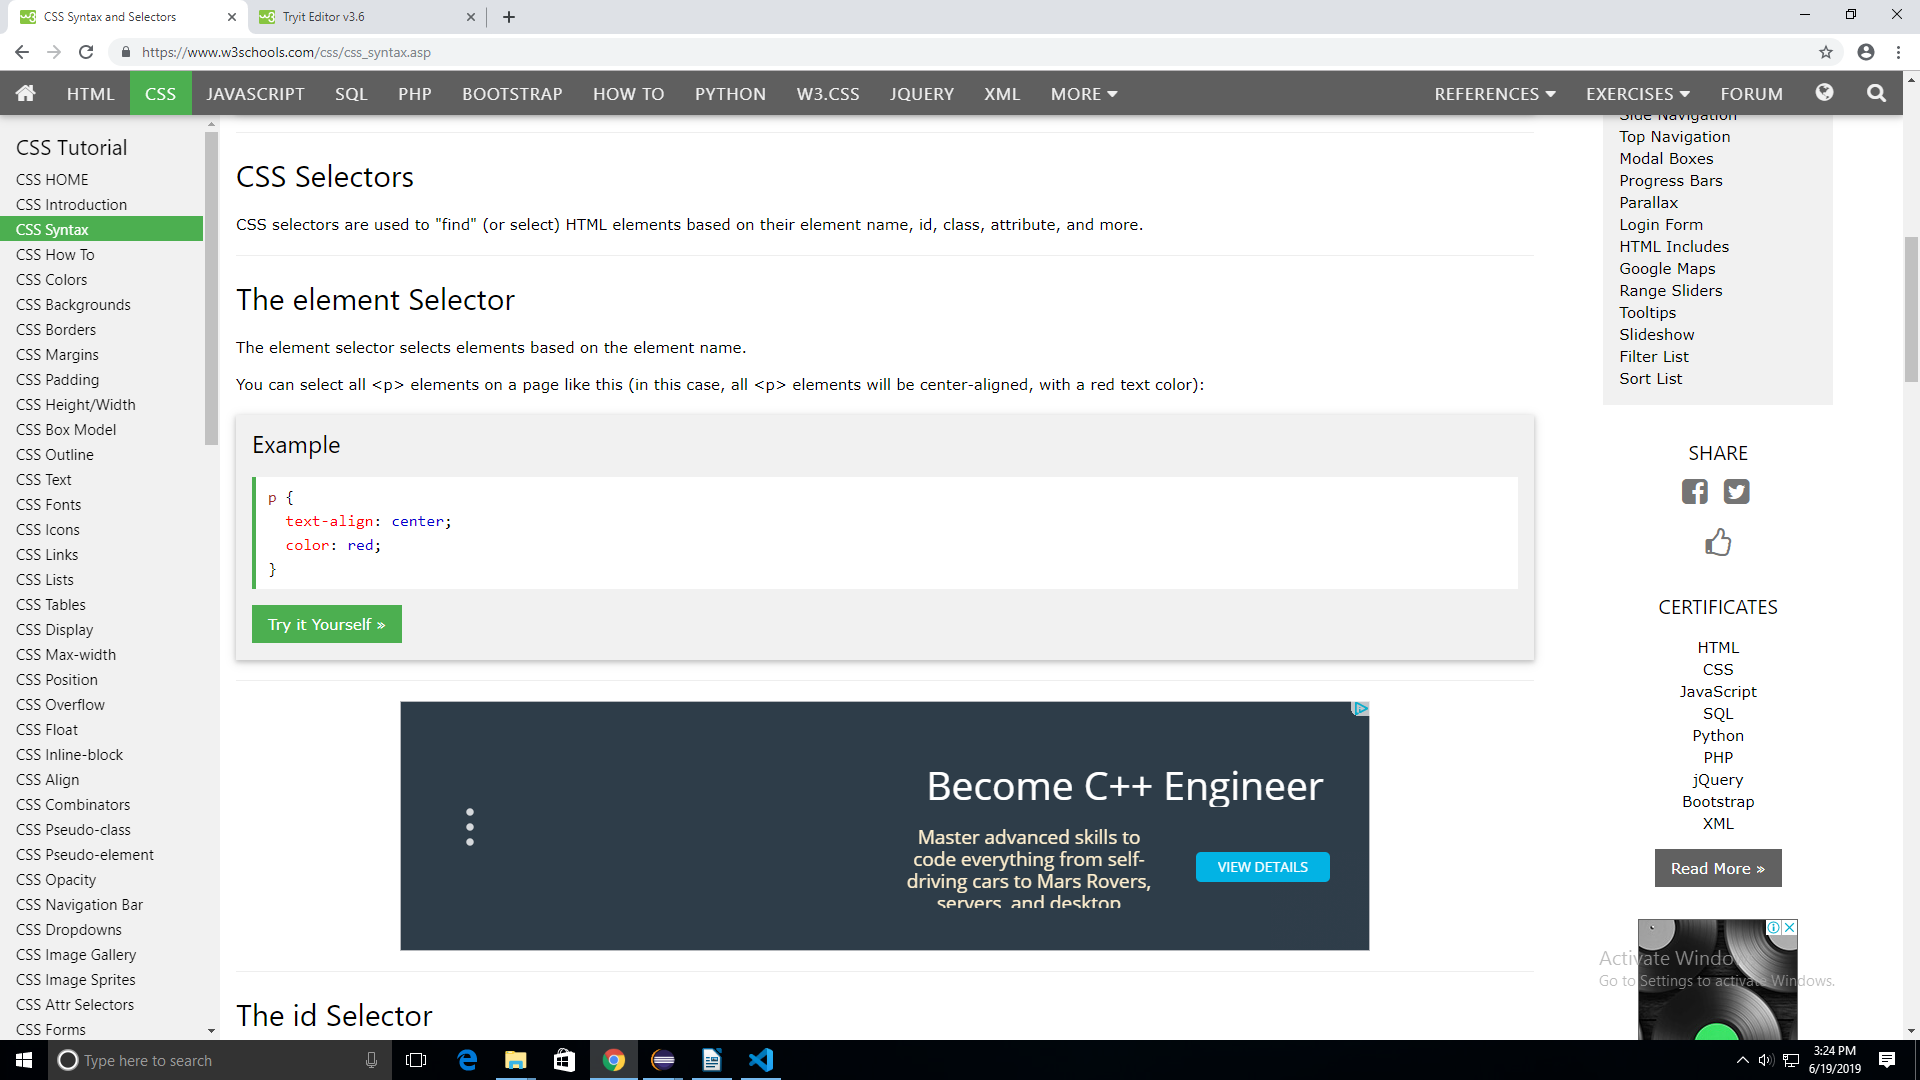 CSS Syntax and Selectors
Tryit Editor v3.6
https://www.w3schools.com/css/css_syntax.asp
HTML CSS JAVASCRIPT SQL PHP BOOTSTRAP HOW TO PYTHON W3.CSS JQUERY XML MORE REFERENCES EXERCISES FORUM
CSS Tutorial
CSS HOME
CSS Introduction
CSS Syntax
CSS How To
CSS Colors
CSS Backgrounds
CSS Borders
CSS Margins
CSS Padding
CSS Height/Width
CSS Box Model
CSS Outline
CSS Text
CSS Fonts
CSS Icons
CSS Links
CSS Lists
CSS Tables
CSS Display
CSS Max-width
CSS Position
CSS Overflow
CSS Float
CSS Inline-block
CSS Align
CSS Combinators
CSS Pseudo-class
CSS Pseudo-element
CSS Opacity
CSS Navigation Bar
CSS Dropdowns
CSS Image Gallery
CSS Image Sprites
CSS Attr Selectors
CSS Forms
CSS Selectors
CSS selectors are used to "find" (or select) HTML elements based on their element name, id, class, attribute, and more.
The element Selector
The element selector selects elements based on the element name.
You can select all <p> elements on a page like this (in this case, all <p> elements will be center-aligned, with a red text color):
Example
p {
text-align: center;
color: red;
}
Try it Yourself »
Become C++ Engineer
Master advanced skills to
code everything from self-
driving cars to Mars Rovers,
servers, and desktop
VIEW DETAILS
The id Selector
Side Navigation
Top Navigation
Modal Boxes
Progress Bars
Parallax
Login Form
HTML Includes
Google Maps
Range Sliders
Tooltips
Slideshow
Filter List
Sort List
SHARE
CERTIFICATES
HTML
CSS
JavaScript
SQL
Python
PHP
jQuery
Bootstrap
XML
Read More »
Activate Windows
Go to Settings to activate Windows.
Type here to search
3:24 PM
6/19/2019